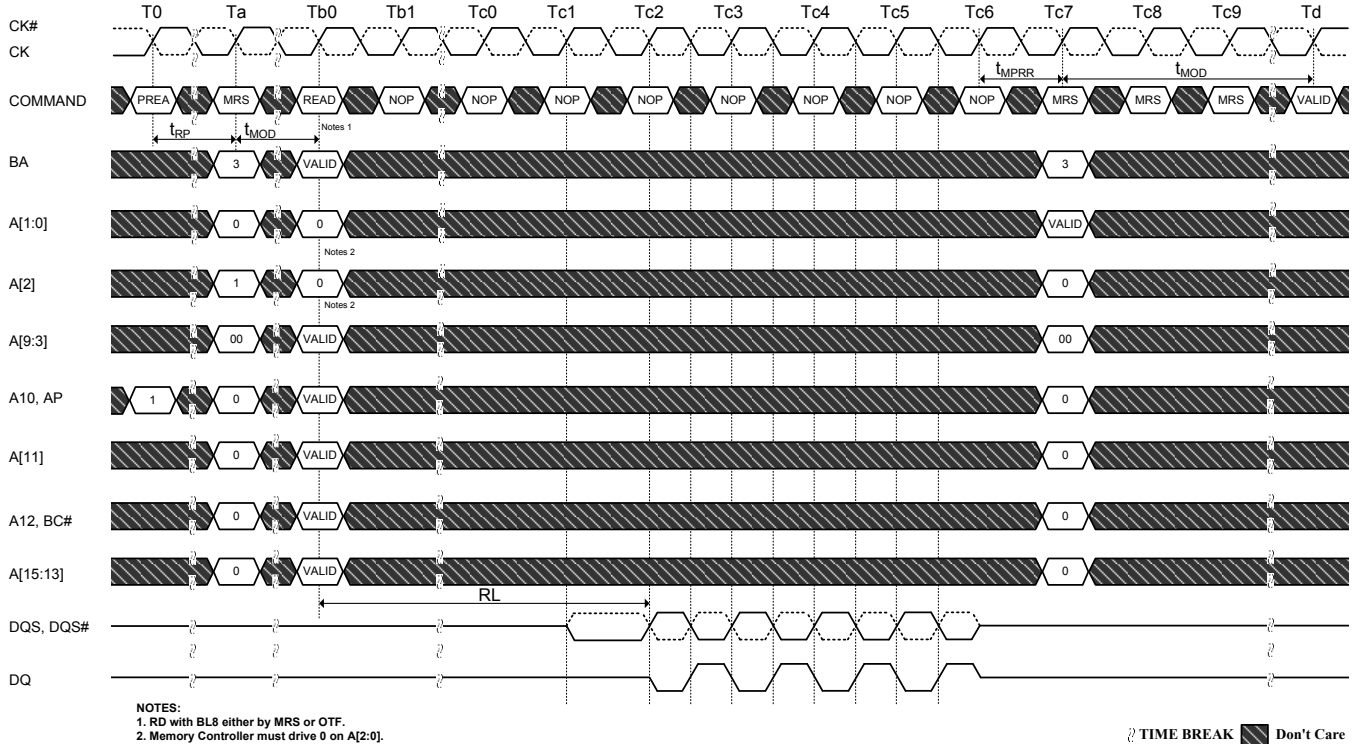 T0 Ta Tb0 Tb1 Tc0 Tc1 Tc2 Tc3 Tc4 Tc5 Tc6 Tc7 Tc8 Tc9 Td
CK#
CK
tMPRR tMOD
COMMAND PREA MRS READ NOP NOP NOP NOP NOP NOP NOP NOP MRS MRS MRS VALID
tRP tMOD Notes 1
BA 3 VALID 3
A[1:0] 0 0 VALID
Notes 2
A[2] 1 0 0
Notes 2
A[9:3] 00 VALID 00
A10, AP 1 0 VALID 0
A[11] 0 VALID 0
A12, BC# 0 VALID 0
A[15:13] 0 VALID 0
RL
DQS, DQS#
DQ
NOTES:
1. RD with BL8 either by MRS or OTF.
2. Memory Controller must drive 0 on A[2:0].
TIME BREAK Don't Care